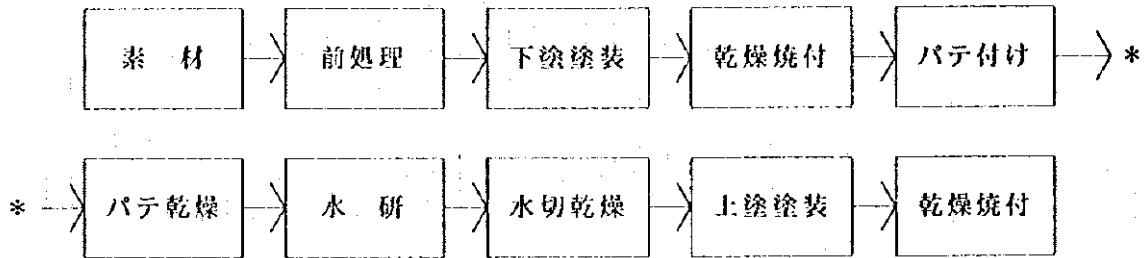 素 材 前処理 下塗塗装 乾燥焼付 パテ付け *
* パテ乾燥 水 研 水切乾燥 上塗塗装 乾燥焼付